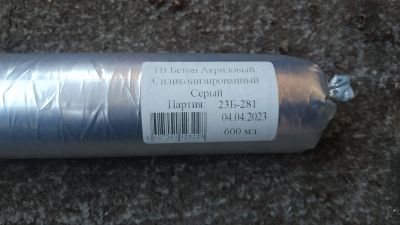 ТН Бетон Акриловый.
Силиконизированный
Серый
Партия: 23Б-281
04.04.2023
600 мл